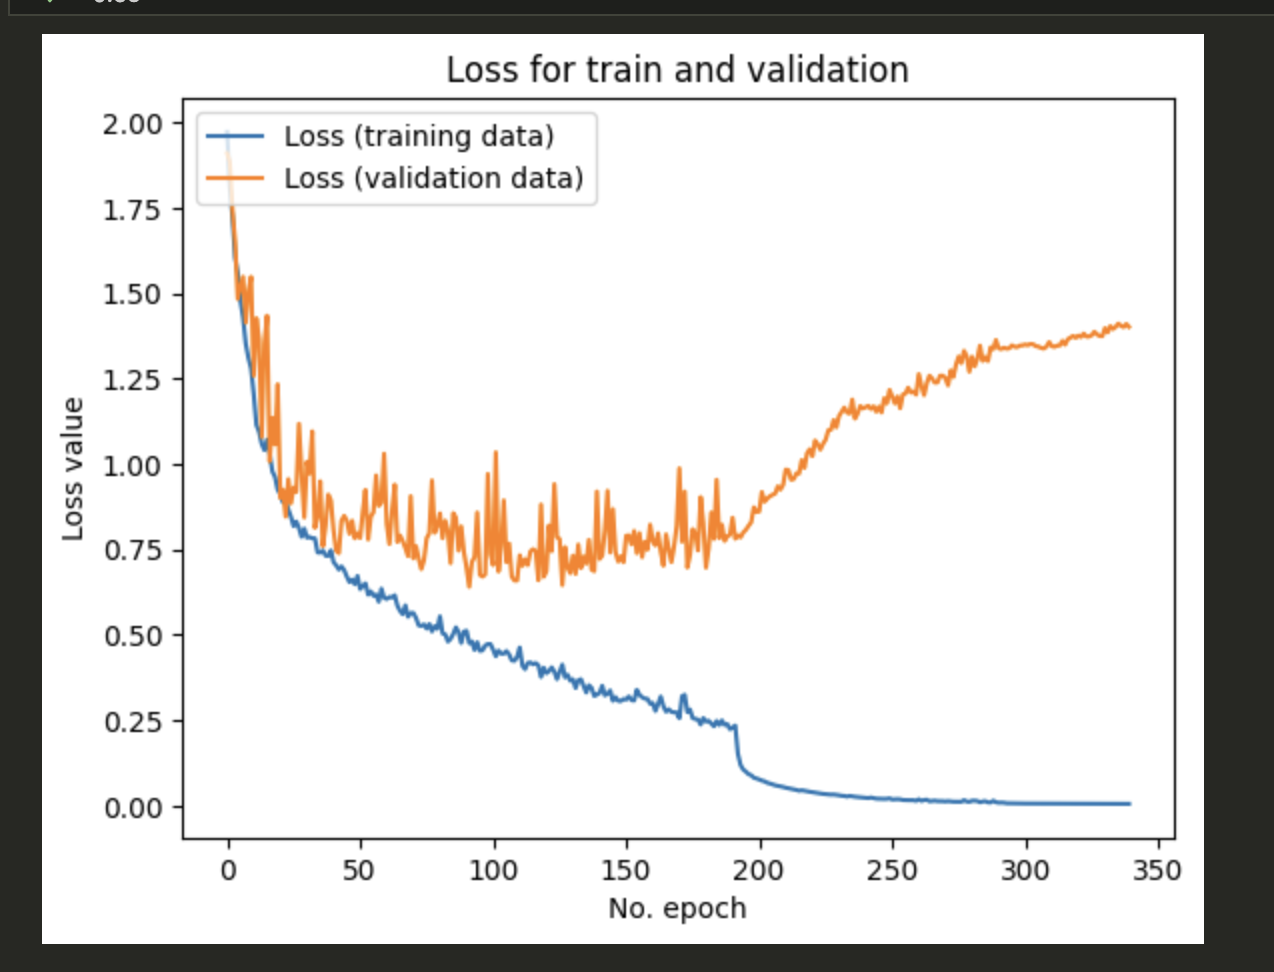 Loss for train and validation
Loss (training data)
Loss (validation data)
2.00
1.75
1.50
1.25
1.00
0.75
0.50
0.25
0.00
Loss value
0 50 100 150 200 250 300 350
No. epoch